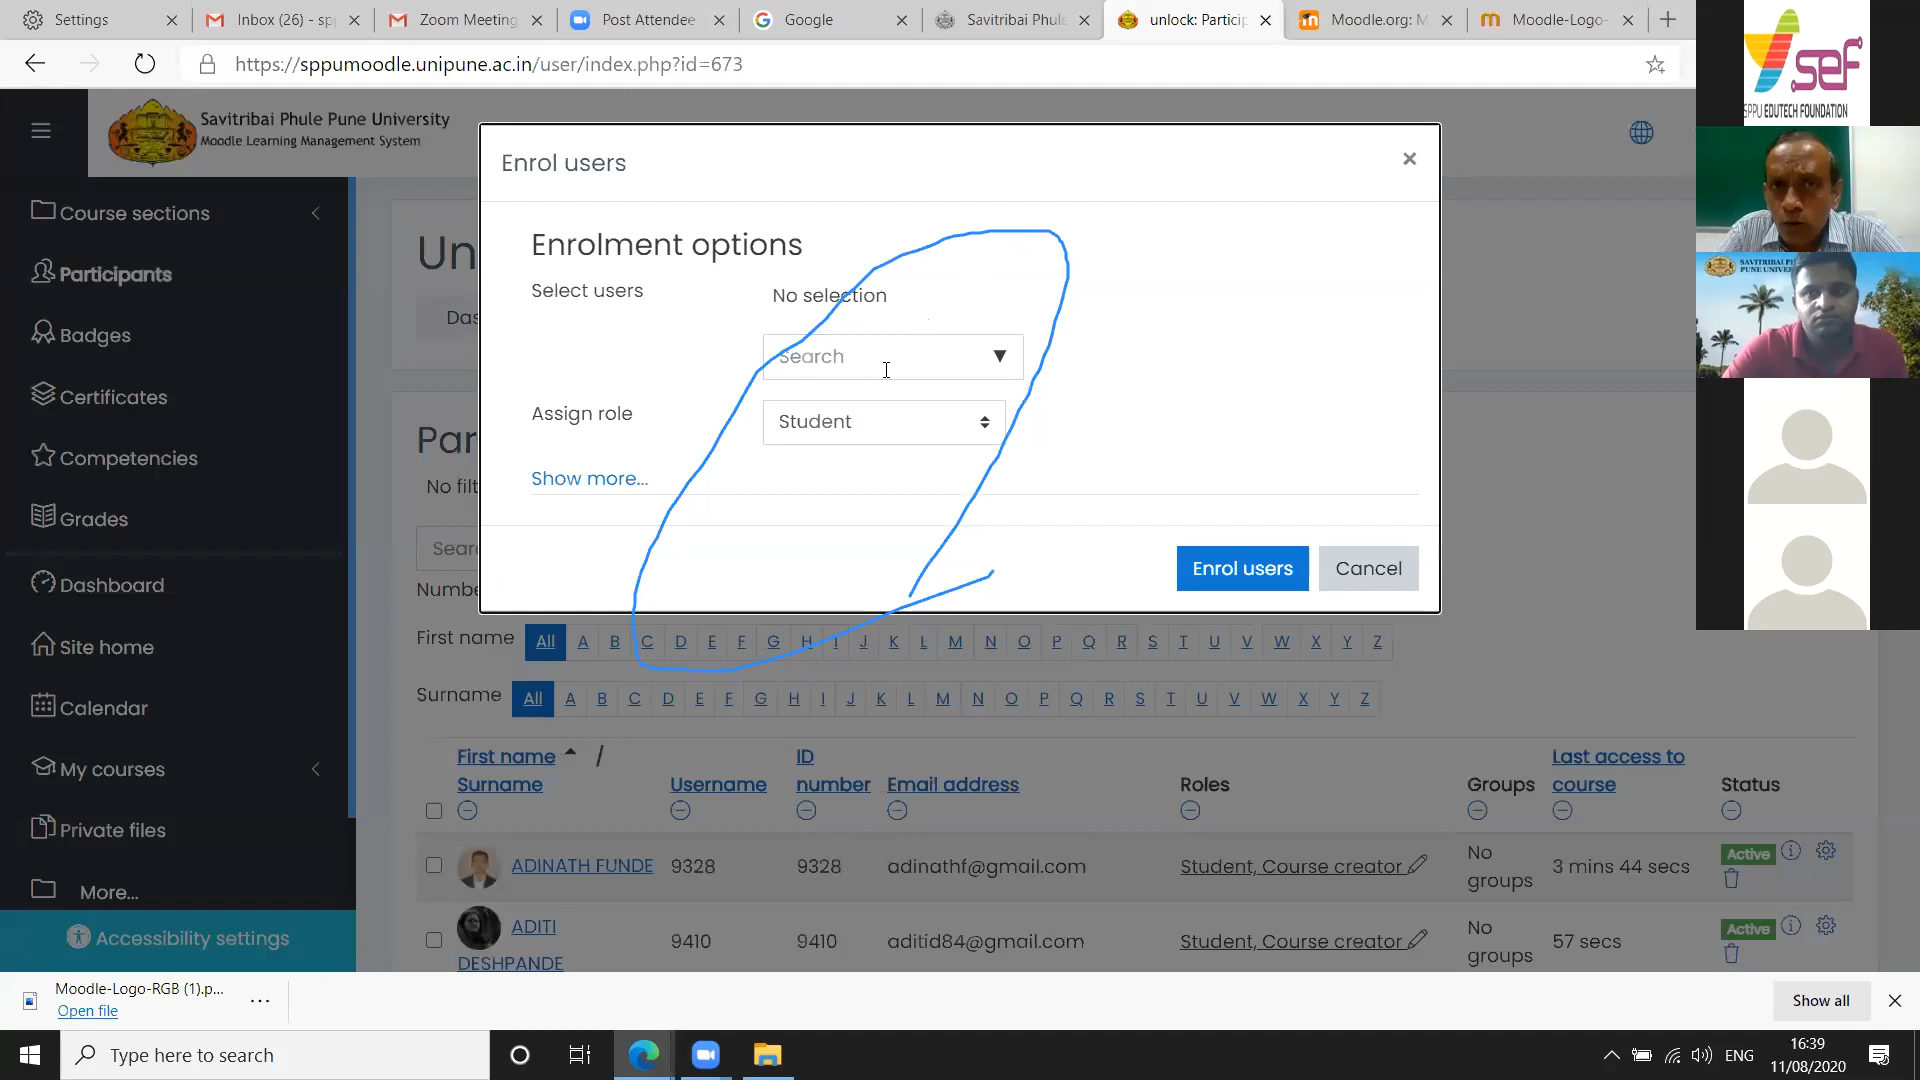 Settings
Inbox (26) - sp
Zoom Meeting
Post Attendee
Google
Savitribai Phule
unlock: Particip
Moodle.org: M
Moodle-Logo-
https://sppumoodle.unipune.ac.in/user/index.php?id=673
sef
SPPU EDUTECH FOUNDATION
Savitribai Phule Pune University
Moodle Learning Management System
Course sections
Participants
Badges
Certificates
Competencies
Grades
Dashboard
Site home
Calendar
My courses
Private files
More...
Accessibility settings
Un
Das
Par
No filt
Sear
Numbe
Enrol users
×
Enrolment options
Select users
No selection
Search ▼
Assign role
Student
Show more...
Enrol users
Cancel
First name All A B C D E F G H I J K L M N O P Q R S T U V W X Y Z
Surname All A B C D E F G H I J K L M N O P Q R S T U V W X Y Z
First name / Surname
Username
ID number
Email address
Roles
Groups
Last access to course
Status
ADINATH FUNDE 9328 9328 adinathf@gmail.com Student, Course creator No groups 3 mins 44 secs Active
ADITI DESHPANDE 9410 9410 aditid84@gmail.com Student, Course creator No groups 57 secs Active
Moodle-Logo-RGB (1).p...
Open file
Show all
Type here to search
ENG
16:39
11/08/2020